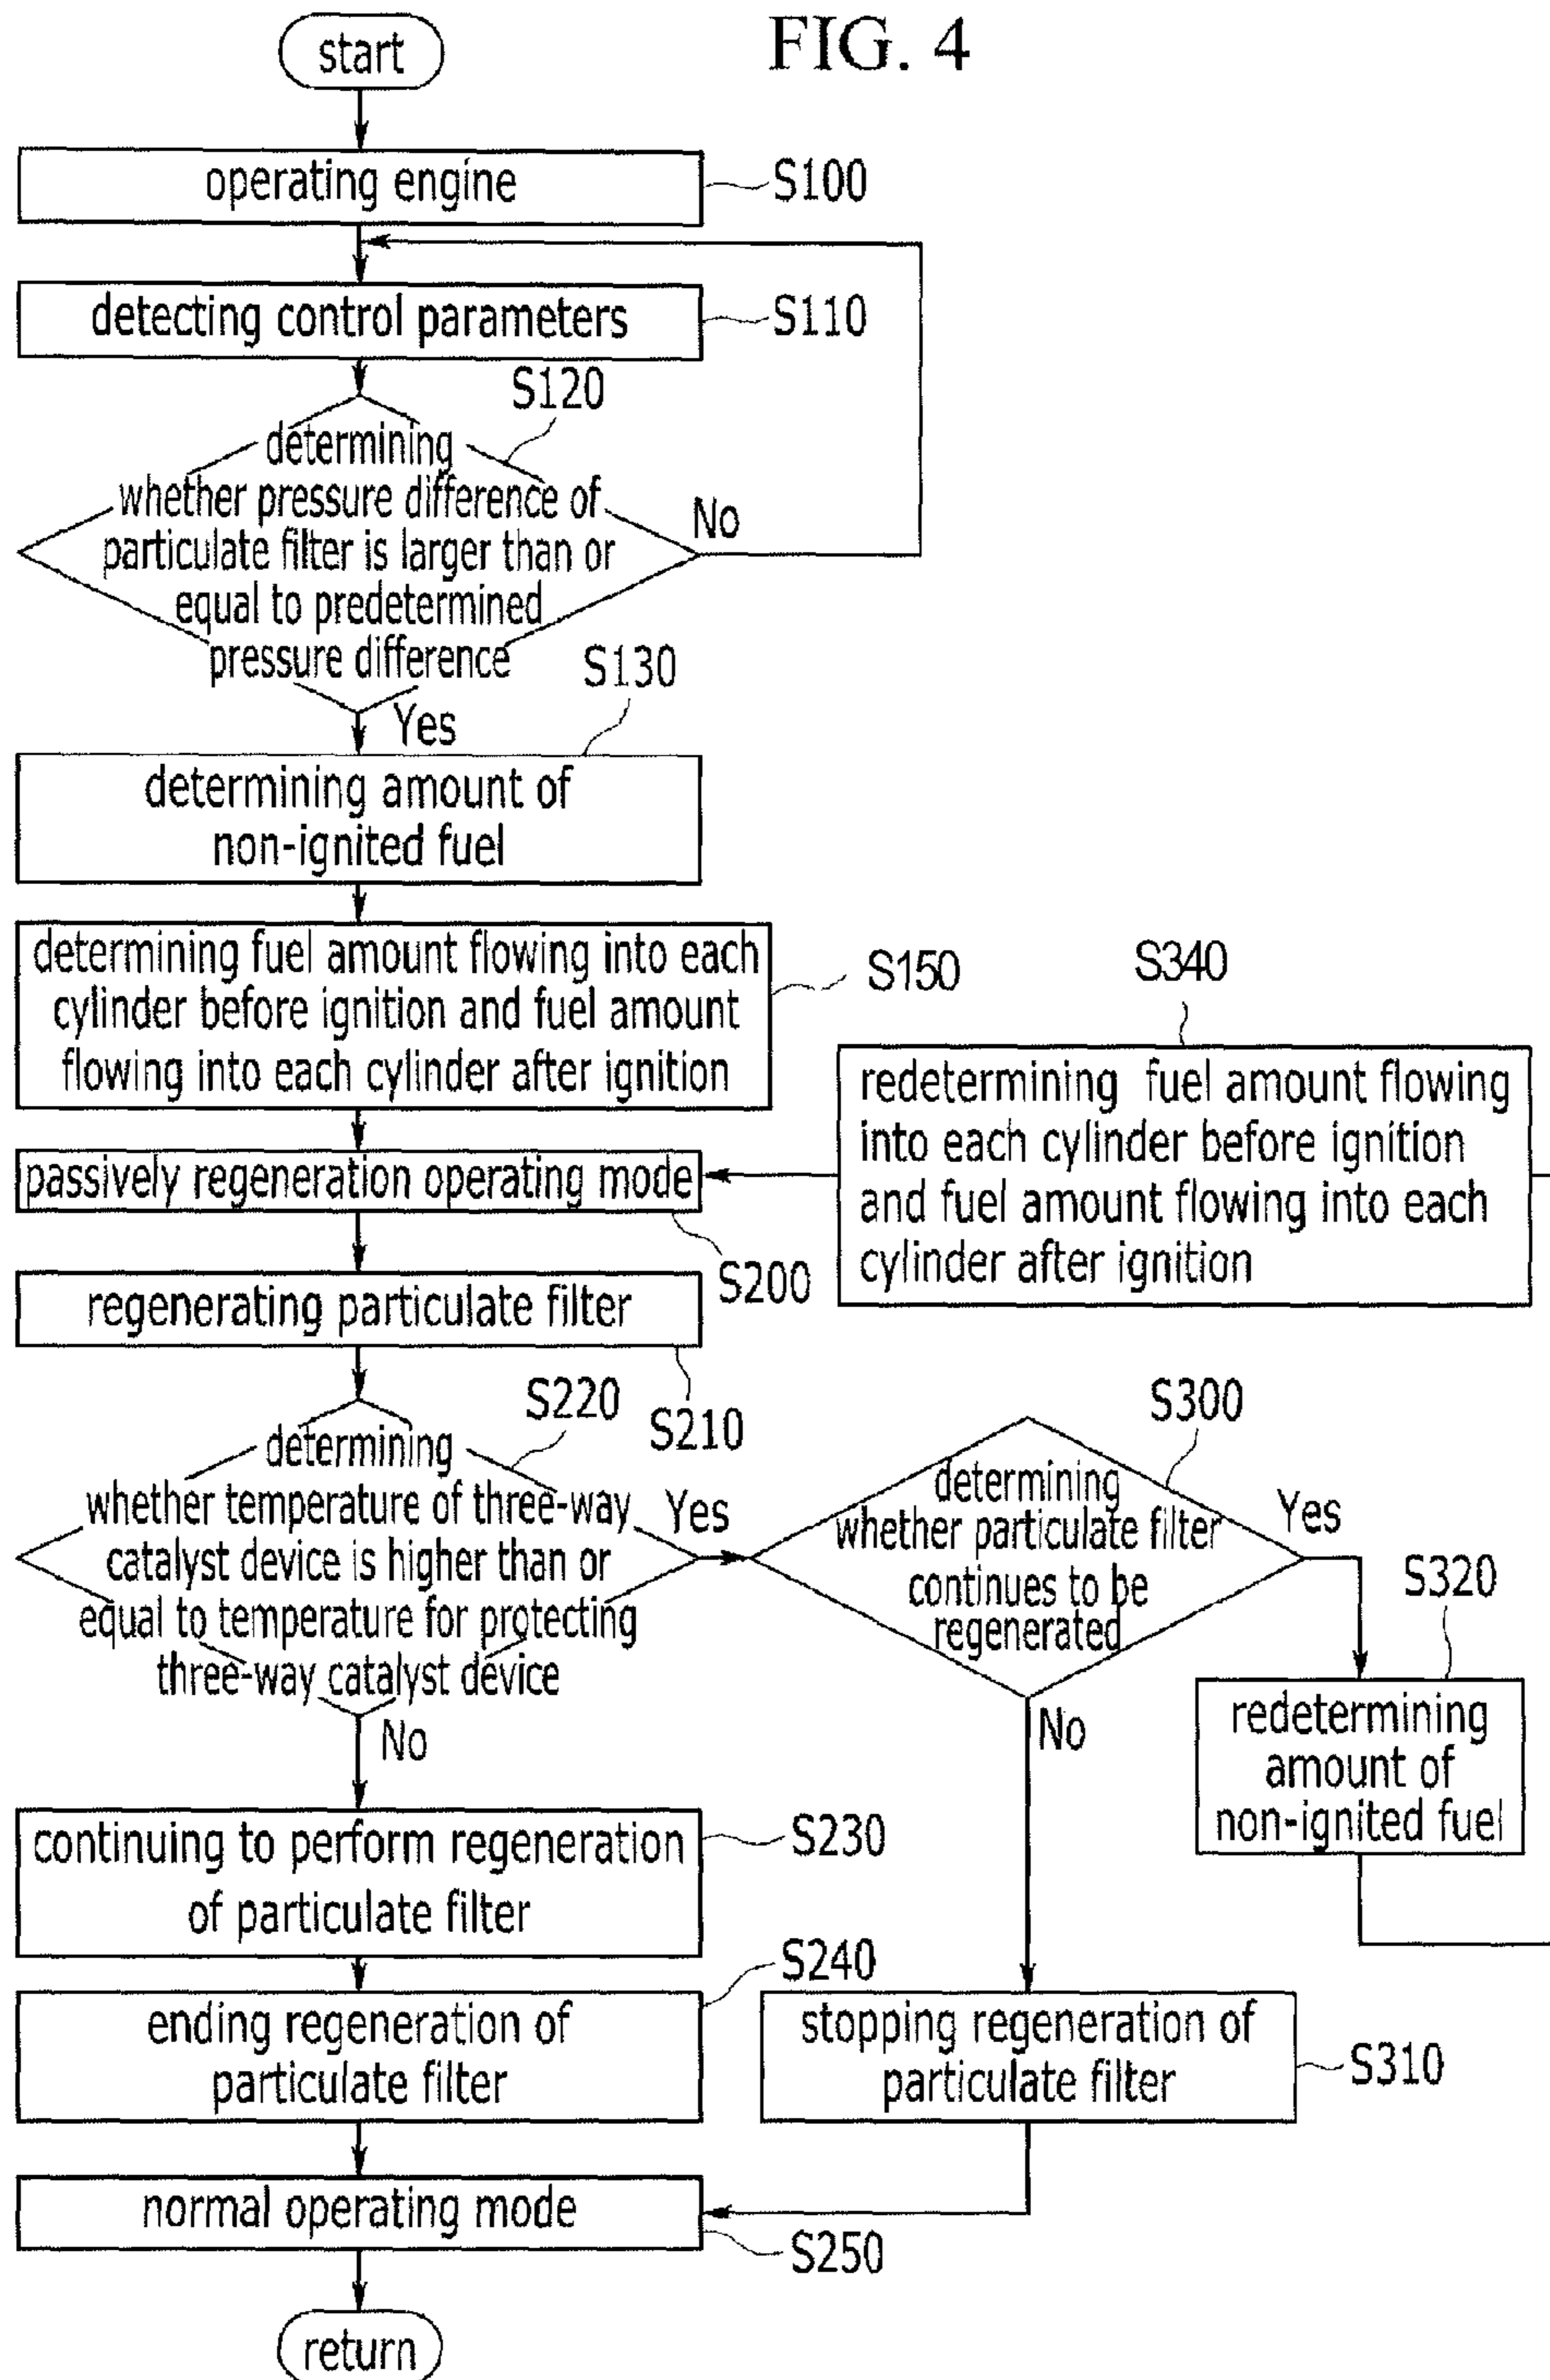 FIG. 4
start
operating engine
S100
detecting control parameters
S110
S120
determining
whether pressure difference of
particulate filter is larger than or
equal to predetermined
pressure difference
No
Yes
S130
determining amount of
non-ignited fuel
determining fuel amount flowing into each
cylinder before ignition and fuel amount
flowing into each cylinder after ignition
S150
S340
redetermining fuel amount flowing
into each cylinder before ignition
and fuel amount flowing into each
cylinder after ignition
passively regeneration operating mode
S200
regenerating particulate filter
S210
S220
determining
whether temperature of three-way
catalyst device is higher than or
equal to temperature for protecting
three-way catalyst device
Yes
No
S300
determining
whether particulate filter
continues to be
regenerated
Yes
No
S320
redetermining
amount of
non-ignited fuel
continuing to perform regeneration
of particulate filter
S230
S240
ending regeneration of
particulate filter
stopping regeneration of
particulate filter
S310
normal operating mode
S250
return